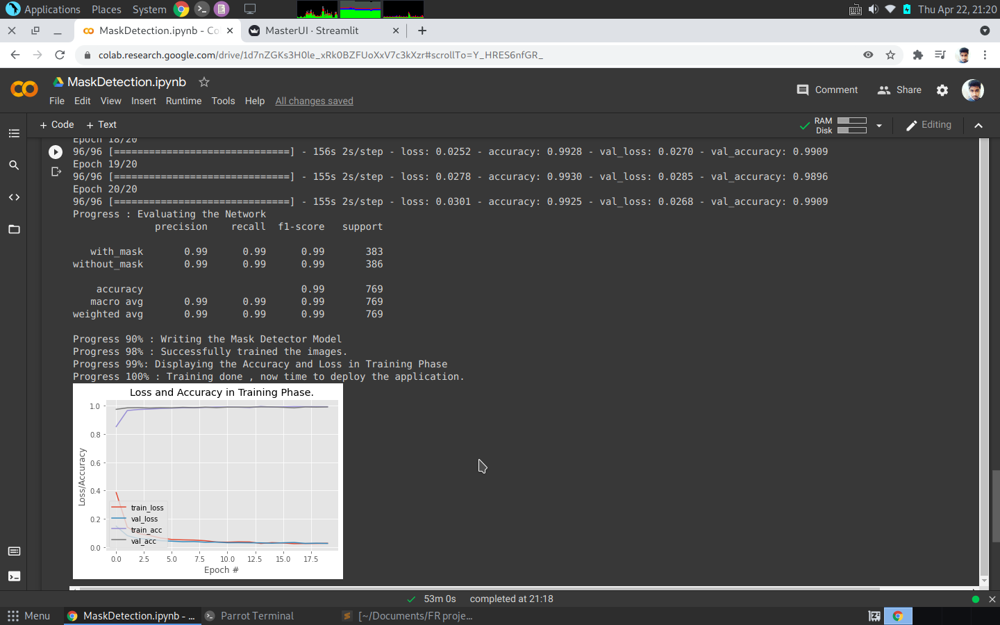 Applications Places System Thu Apr 22, 21:20
MaskDetection.ipynb - Co MasterUI · Streamlit
colab.research.google.com/drive/1d7nZGKs3H0le_xRk0BZFUoXxV7c3kXzr#scrollTo=Y_HRES6nfGR_
MaskDetection.ipynb
Comment Share
File Edit View Insert Runtime Tools Help All changes saved
+ Code + Text RAM Disk Editing
Epoch 18/20
96/96 [==============================] - 156s 2s/step - loss: 0.0252 - accuracy: 0.9928 - val_loss: 0.0270 - val_accuracy: 0.9909
Epoch 19/20
96/96 [==============================] - 155s 2s/step - loss: 0.0278 - accuracy: 0.9930 - val_loss: 0.0285 - val_accuracy: 0.9896
Epoch 20/20
96/96 [==============================] - 155s 2s/step - loss: 0.0301 - accuracy: 0.9925 - val_loss: 0.0268 - val_accuracy: 0.9909
Progress : Evaluating the Network
precision recall f1-score support
with_mask 0.99 0.99 0.99 383
without_mask 0.99 0.99 0.99 386
accuracy 0.99 769
macro avg 0.99 0.99 0.99 769
weighted avg 0.99 0.99 0.99 769
Progress 90% : Writing the Mask Detector Model
Progress 98% : Successfully trained the images.
Progress 99%: Displaying the Accuracy and Loss in Training Phase
Progress 100% : Training done , now time to deploy the application.
Loss and Accuracy in Training Phase.
1.0
0.8
0.6
0.4
0.2
0.0
Loss/Accuracy
train_loss
val_loss
train_acc
val_acc
0.0 2.5 5.0 7.5 10.0 12.5 15.0 17.5
Epoch #
53m 0s completed at 21:18
Menu MaskDetection.ipynb - ... Parrot Terminal [~/Documents/FR proje...